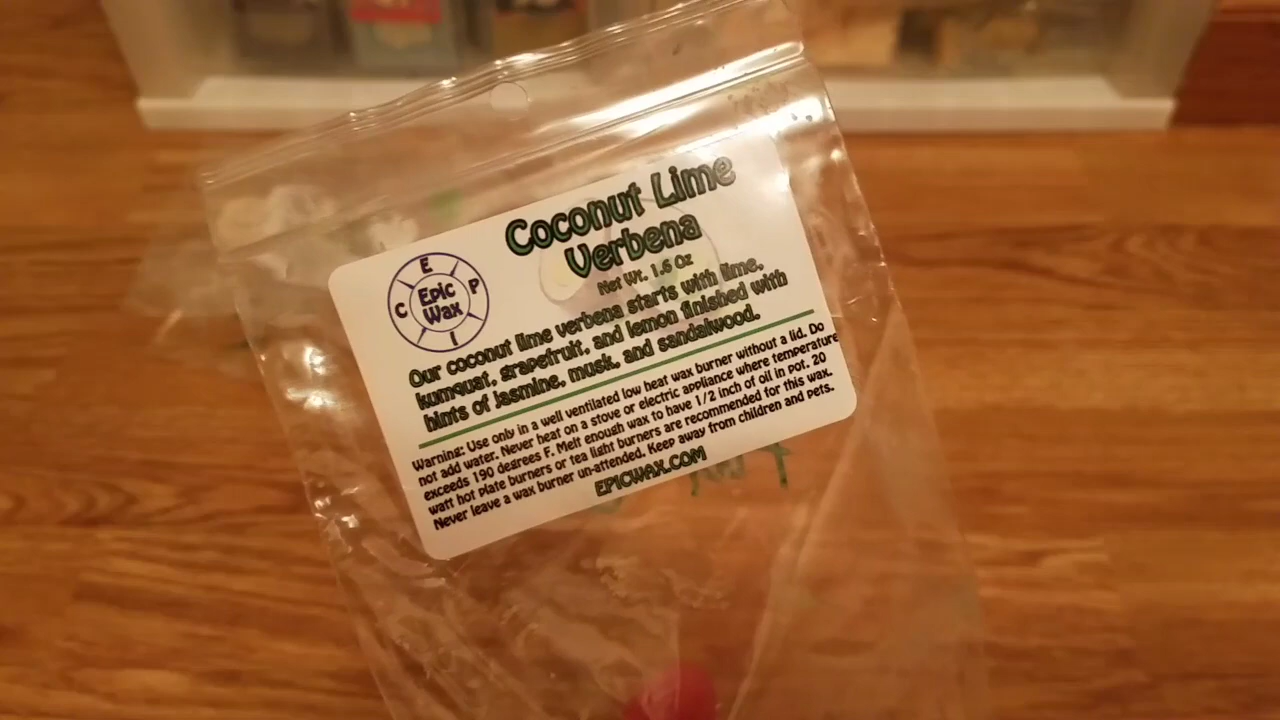 Coconut Lime
Verbena
Net Wt. 1.6 Oz
E
P
I
C
Epic
Wax
Our coconut lime verbena starts with lime,
kumquat, grapefruit, and lemon finished with
hints of jasmine, musk, and sandalwood.
Warning: Use only in a well ventilated low heat wax burner without a lid. Do
not add water. Never heat on a stove or electric appliance where temperature
exceeds 190 degrees F. Melt enough wax to have 1/2 inch of oil in pot. 20
watt hot plate burners or tea light burners are recommended for this wax.
Never leave a wax burner un-attended. Keep away from children and pets.
EPICWAX.COM